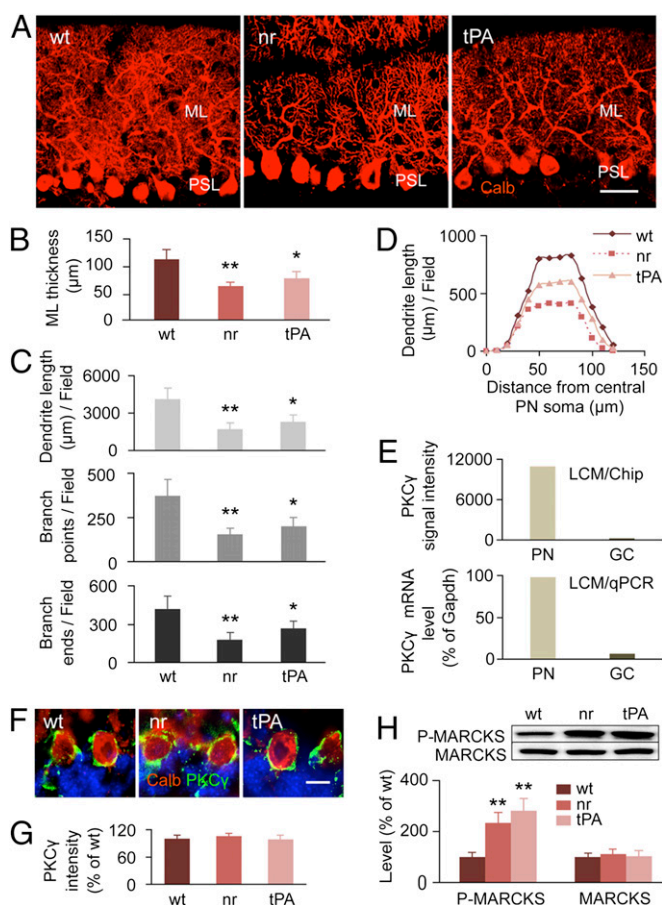 A
wt
nr
tPA
ML
ML
ML
PSL
PSL
PSL
Calb
B
ML thickness
(µm)
150
100
50
0
**
*
wt
nr
tPA
C
Dendrite length
(µm) / Field
6000
3000
0
**
*
Branch
points / Field
500
250
0
**
*
Branch
ends / Field
600
300
0
**
*
wt
nr
tPA
D
Dendrite length
(µm) / Field
1000
500
0
wt
nr
tPA
0
50
100
150
Distance from central
PN soma (µm)
E
PKCγ
signal intensity
12000
6000
0
LCM/Chip
PN
GC
PKCγ mRNA
level
(% of Gapdh)
100
50
0
LCM/qPCR
PN
GC
F
wt
nr
tPA
Calb PKCγ
G
PKCγ
intensity
(% of wt)
120
60
0
wt
nr
tPA
H
wt
nr
tPA
P-MARCKS
MARCKS
Level (% of wt)
400
200
0
**
**
wt
nr
tPA
P-MARCKS
MARCKS